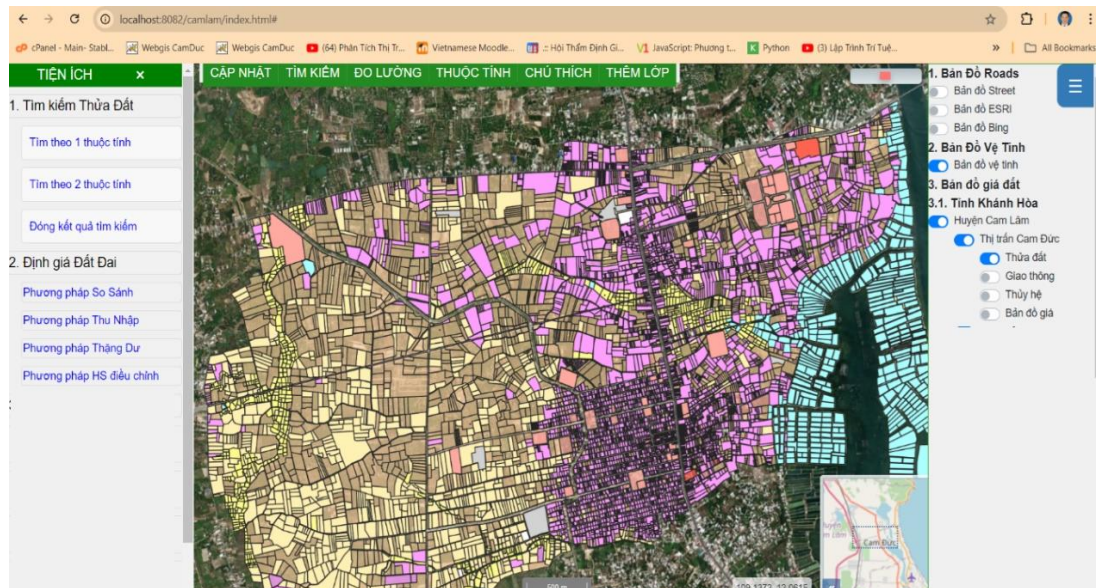 localhost:8082/camlam/index.html#
cPanel - Main- Stabl... Webgis CamDuc Webgis CamDuc (64) Phân Tích Thị Tr... Vietnamese Moodle... .:: Hội Thẩm Định Gi... JavaScript: Phương t... Python (3) Lập Trình Trí Tuệ... » All Bookmarks
TIỆN ÍCH ×
CẬP NHẬT TÌM KIẾM ĐO LƯỜNG THUỘC TÍNH CHÚ THÍCH THÊM LỚP
1. Tìm kiếm Thửa Đất
Tìm theo 1 thuộc tính
Tìm theo 2 thuộc tính
Đóng kết quả tìm kiếm
2. Định giá Đất Đai
Phương pháp So Sánh
Phương pháp Thu Nhập
Phương pháp Thặng Dư
Phương pháp HS điều chỉnh
1. Bản Đồ Roads
Bản đồ Street
Bản đồ ESRI
Bản đồ Bing
2. Bản Đồ Vệ Tinh
Bản đồ vệ tinh
3. Bản đồ giá đất
3.1. Tỉnh Khánh Hòa
Huyện Cam Lâm
Thị trấn Cam Đức
Thửa đất
Giao thông
Thủy hệ
Bản đồ giá
Cam Đức
500 m